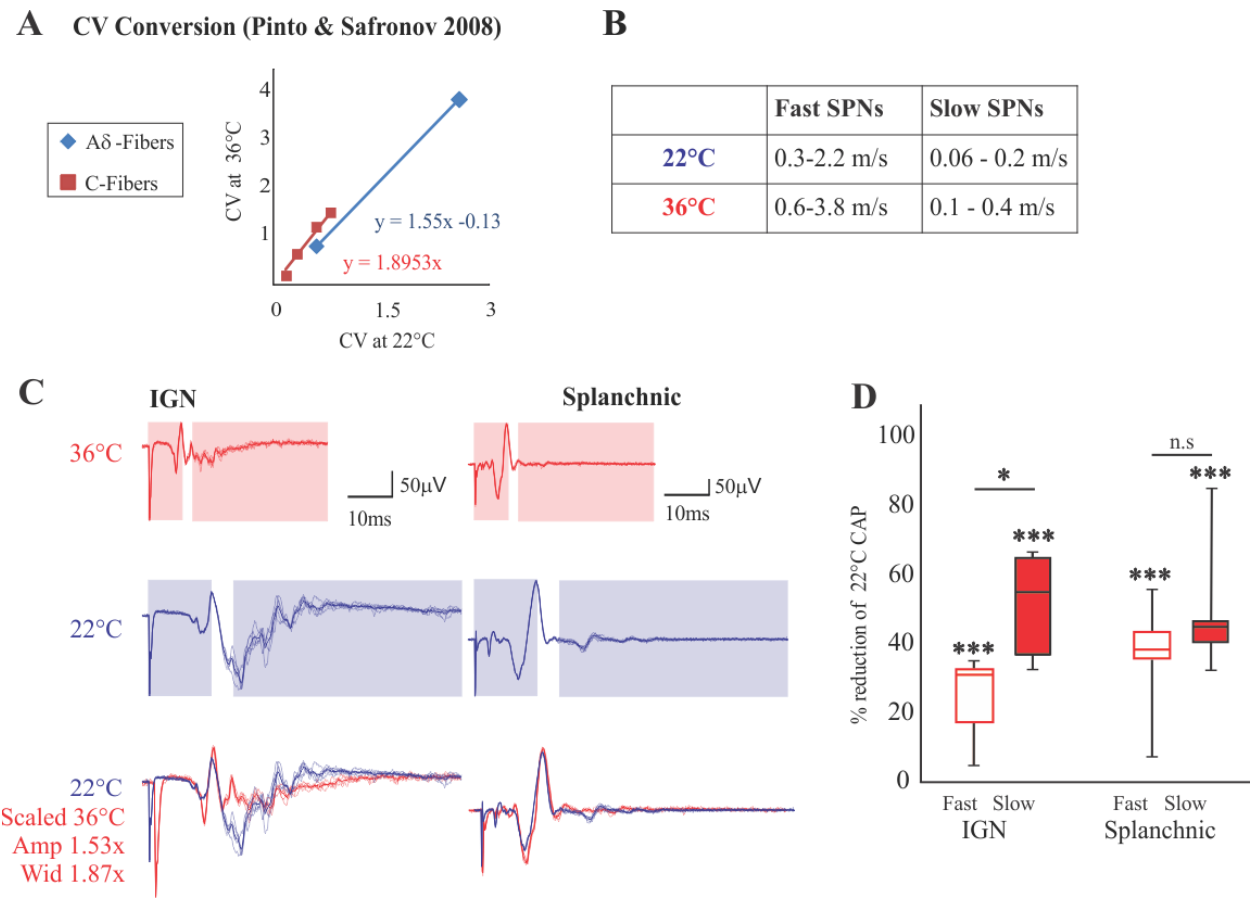 A CV Conversion (Pinto & Safronov 2008)
Aδ -Fibers
C-Fibers
CV at 36°C
4
3
2
1
y = 1.55x -0.13
y = 1.8953x
0 1.5 3
CV at 22°C
B
Fast SPNs Slow SPNs
22°C 0.3-2.2 m/s 0.06 - 0.2 m/s
36°C 0.6-3.8 m/s 0.1 - 0.4 m/s
C
IGN Splanchnic
36°C
50μV
10ms
50μV
10ms
22°C
22°C
Scaled 36°C
Amp 1.53x
Wid 1.87x
D
% reduction of 22°C CAP
100
80
60
40
20
0
n.s
*
***
***
***
***
Fast Slow Fast Slow
IGN Splanchnic